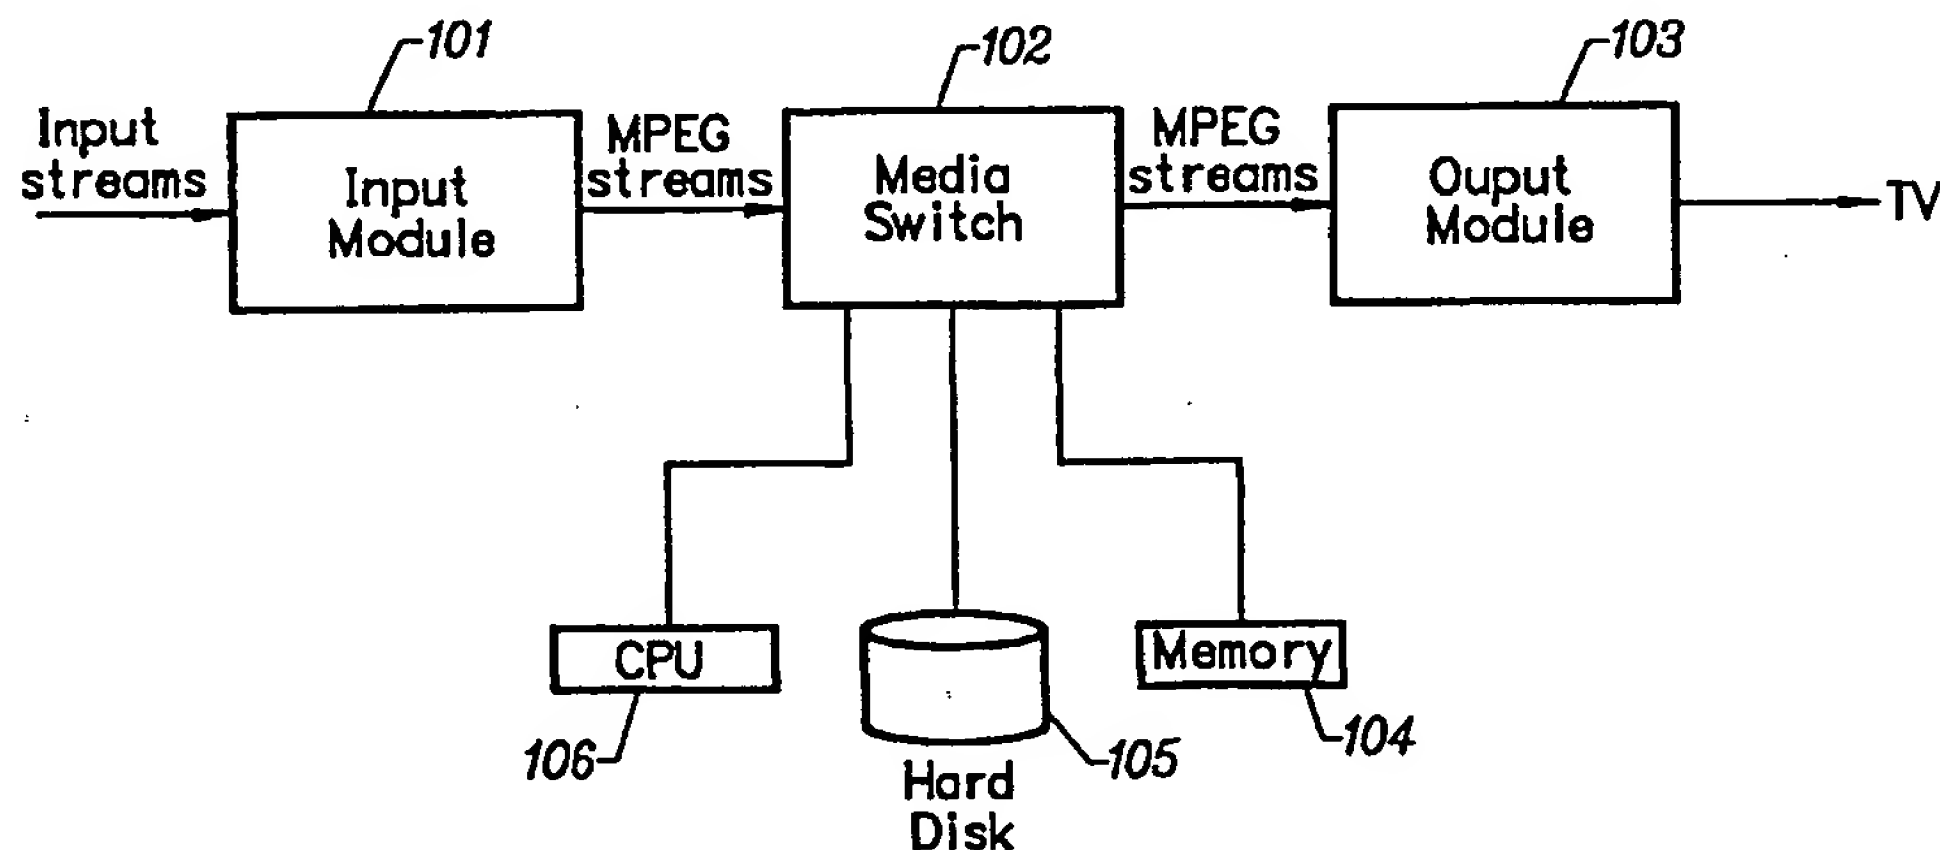 101
102
103
Input
streams
Input
Module
MPEG
streams
Media
Switch
MPEG
streams
Ouput
Module
TV
CPU
Memory
106
105
104
Hard
Disk